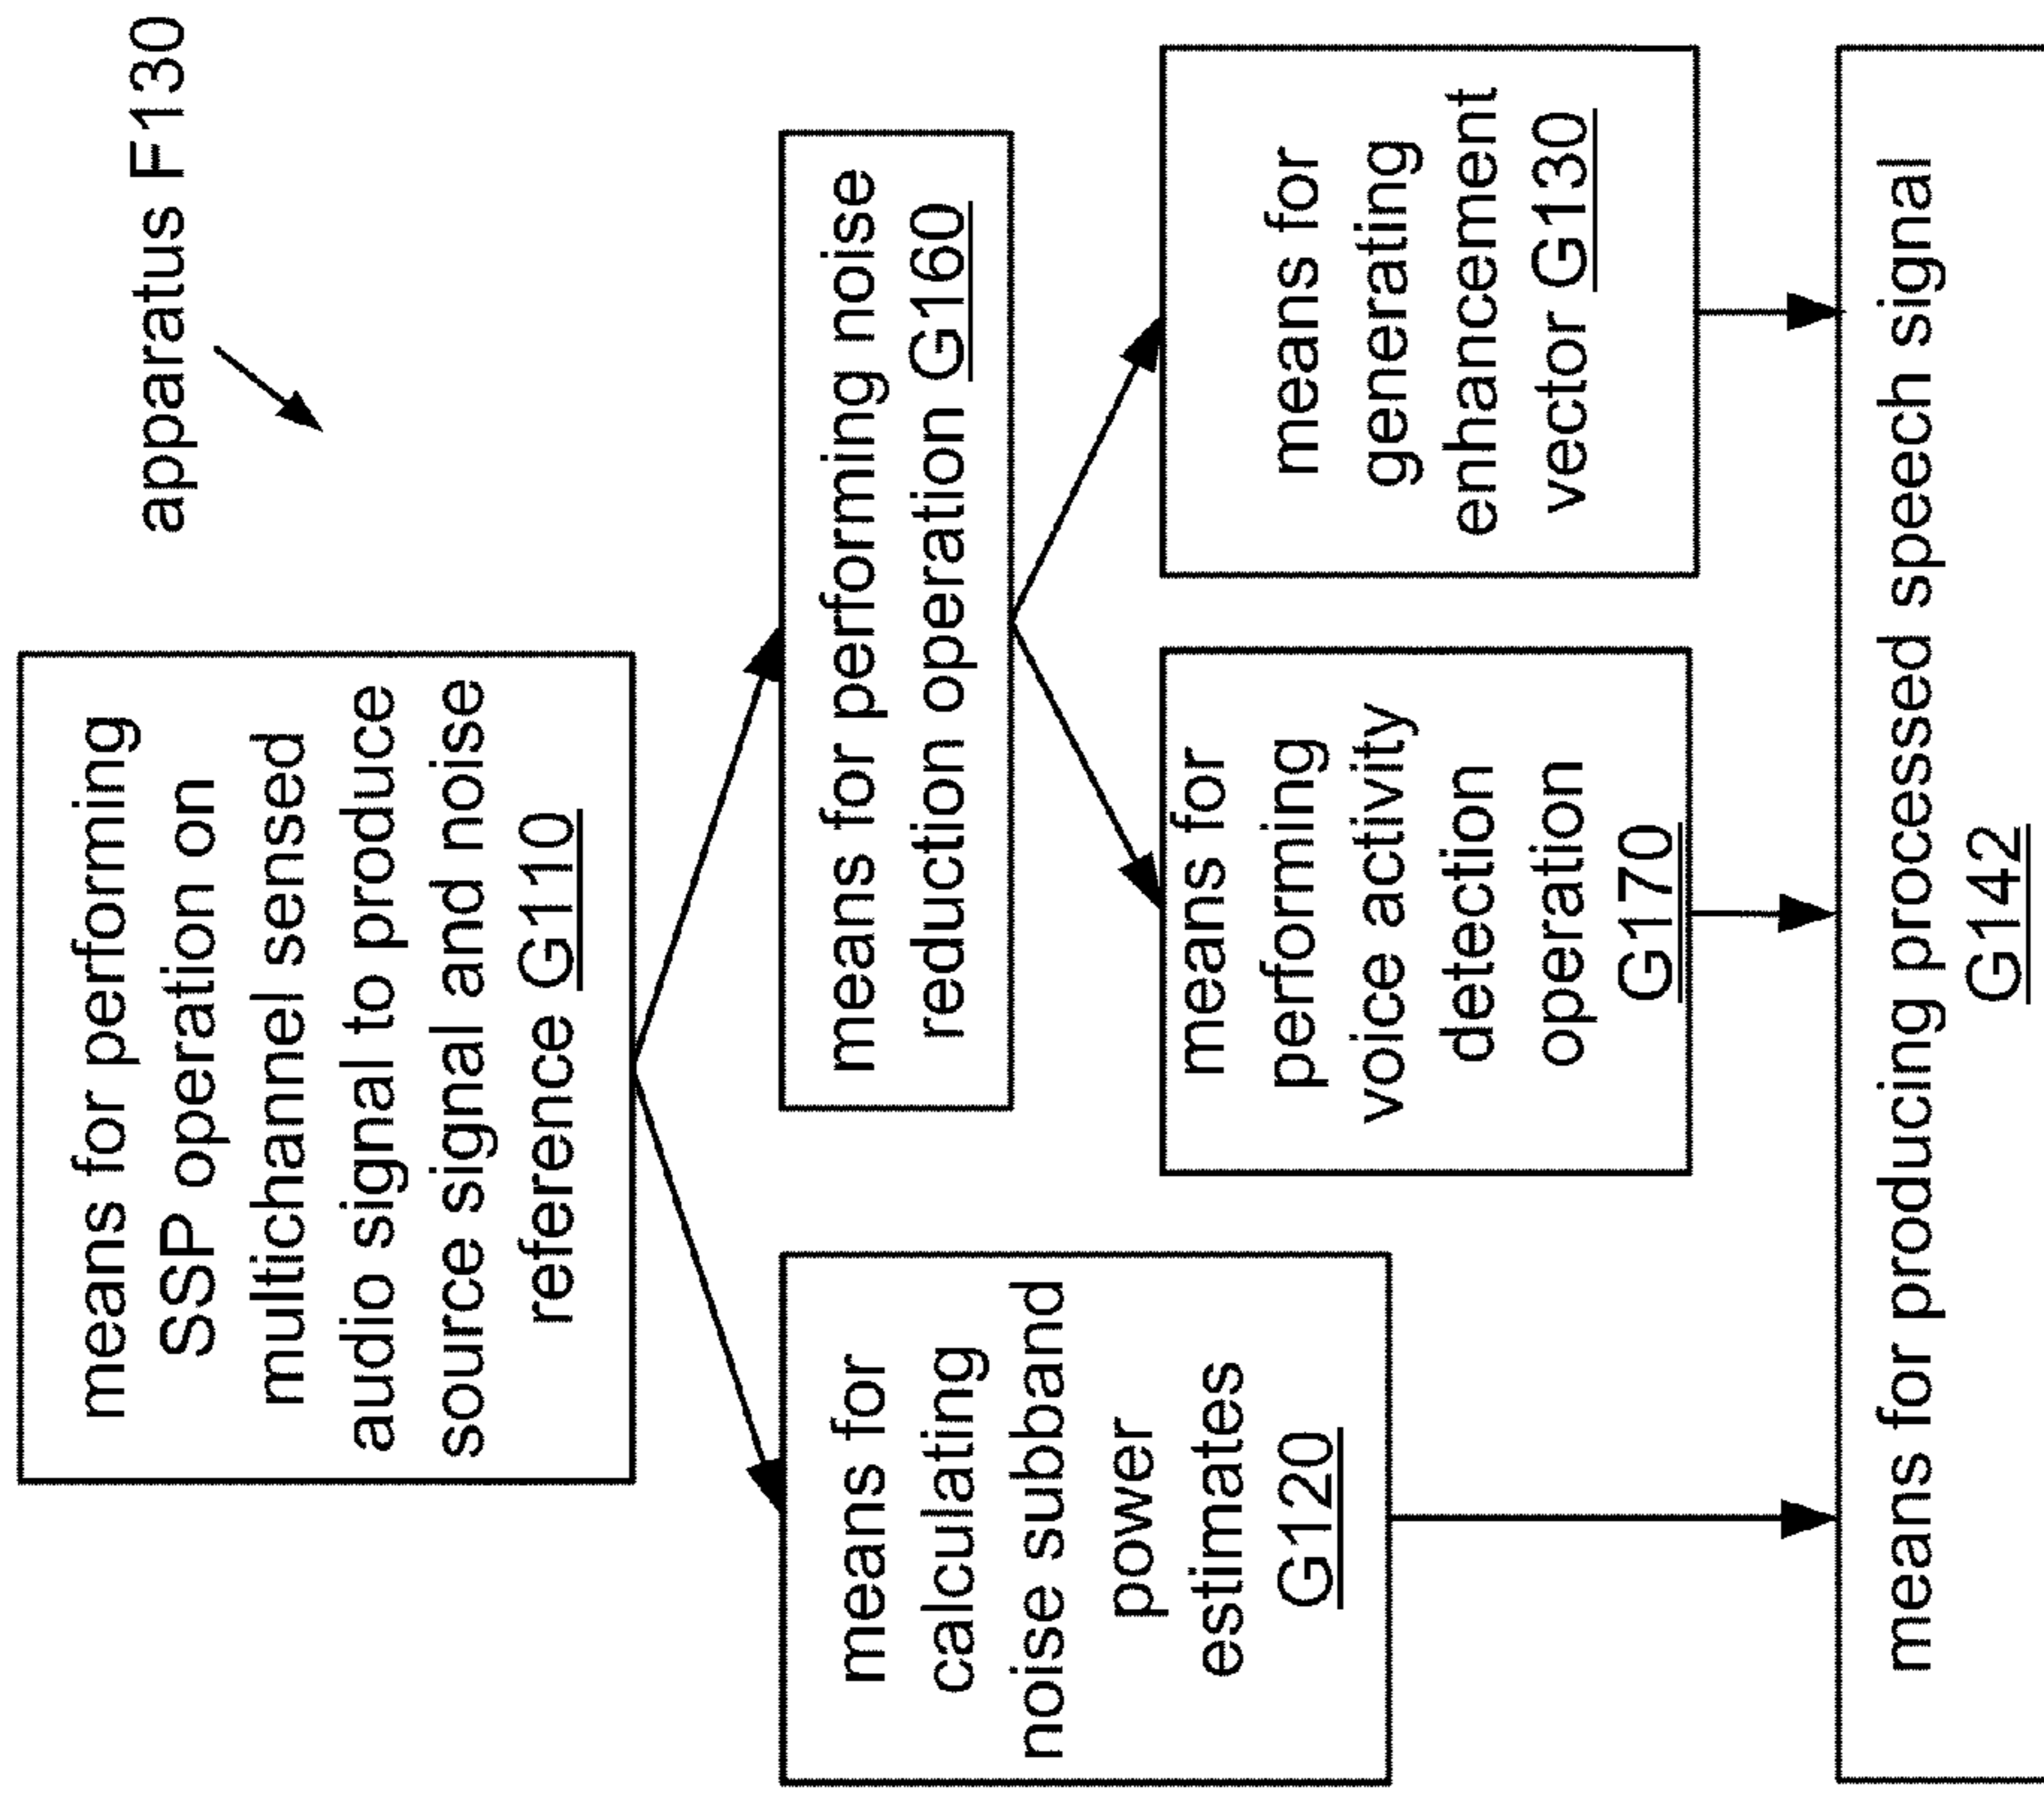 apparatus F130
means for performing
SSP operation on
multichannel sensed
audio signal to produce
source signal and noise
reference G110
means for calculating
noise subband
power
estimates
G120
means for performing noise
reduction operation G160
means for
performing
voice activity
detection
operation
G170
means for
generating
enhancement
vector G130
means for producing processed speech signal
G142